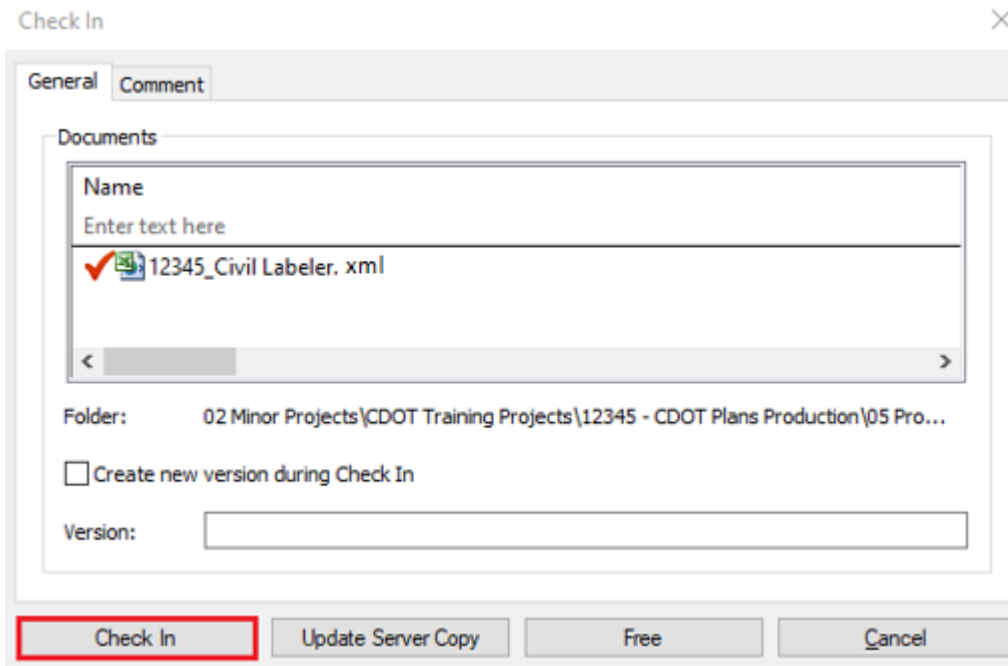 Check In
General Comment
Documents
Name
Enter text here
12345_Civil Labeler. xml
Folder: 02 Minor Projects\CDOT Training Projects\12345 - CDOT Plans Production\05 Pro...
Create new version during Check In
Version:
Check In Update Server Copy Free Cancel